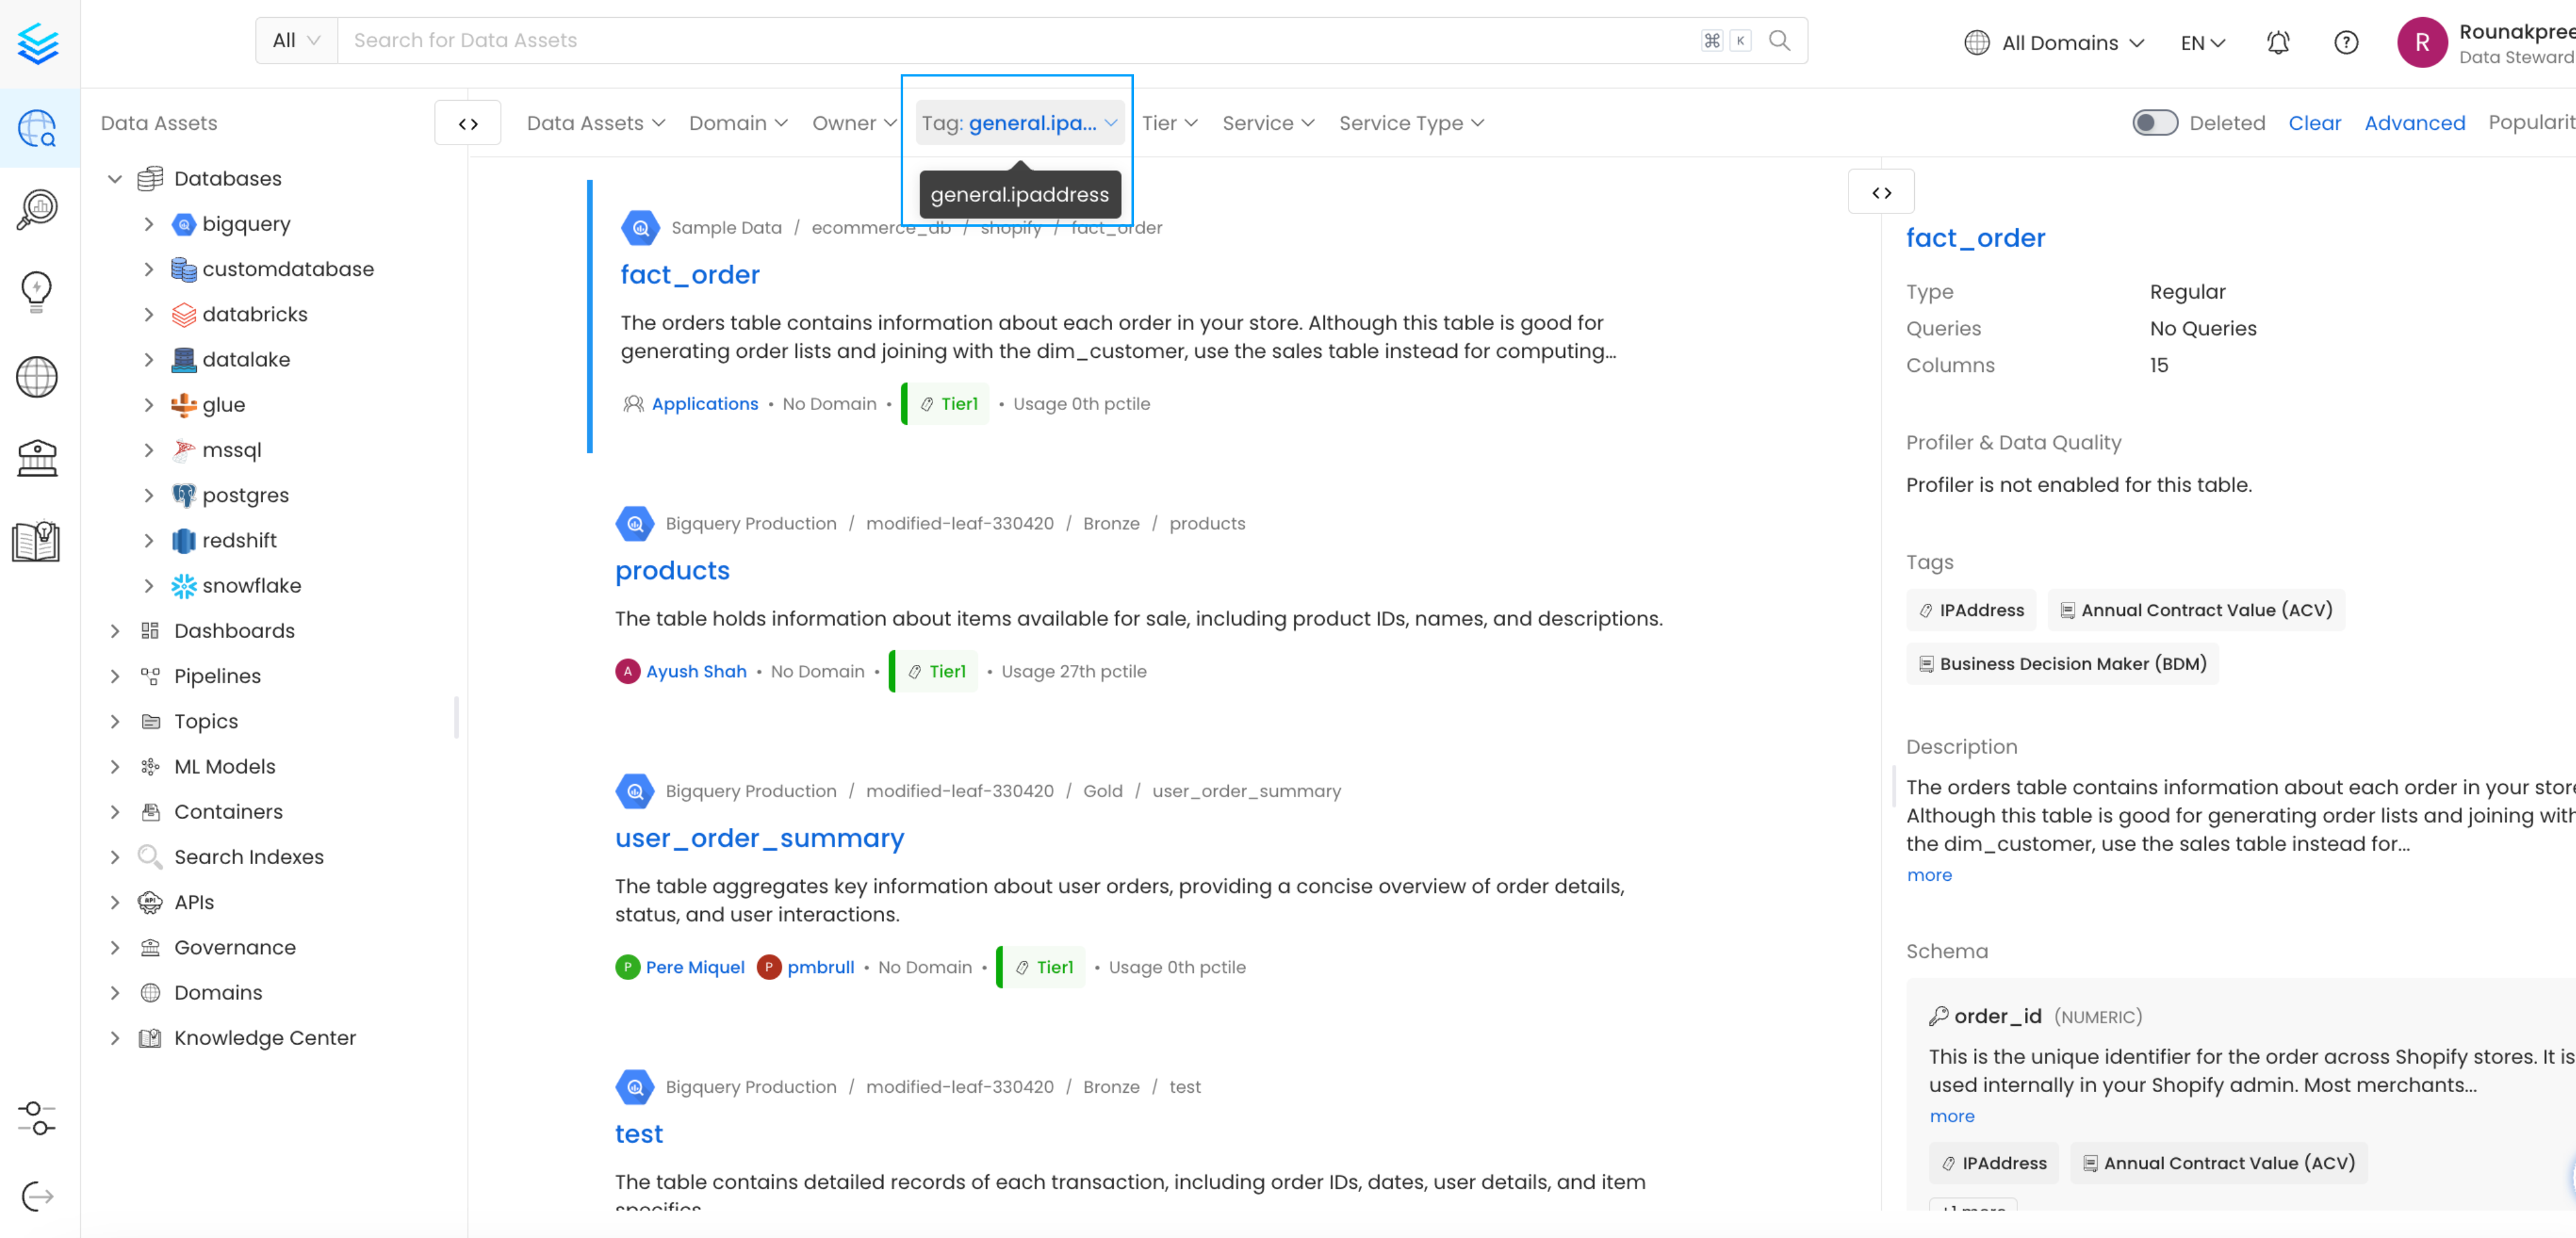 All
Search for Data Assets
⌘ K
All Domains
EN
R
Rounakpree
Data Steward
Data Assets
Data Assets
Domain
Owner
Tag: general.ipa...
Tier
Service
Service Type
Deleted
Clear
Advanced
Popularit
general.ipaddress
Databases
bigquery
customdatabase
databricks
datalake
glue
mssql
postgres
redshift
snowflake
Dashboards
Pipelines
Topics
ML Models
Containers
Search Indexes
APIs
Governance
Domains
Knowledge Center
Sample Data / ecommerce_db / shopify / fact_order
fact_order
The orders table contains information about each order in your store. Although this table is good for
generating order lists and joining with the dim_customer, use the sales table instead for computing...
Applications • No Domain • Tier1 • Usage 0th pctile
Bigquery Production / modified-leaf-330420 / Bronze / products
products
The table holds information about items available for sale, including product IDs, names, and descriptions.
A Ayush Shah • No Domain • Tier1 • Usage 27th pctile
Bigquery Production / modified-leaf-330420 / Gold / user_order_summary
user_order_summary
The table aggregates key information about user orders, providing a concise overview of order details,
status, and user interactions.
P Pere Miquel P pmbrull • No Domain • Tier1 • Usage 0th pctile
Bigquery Production / modified-leaf-330420 / Bronze / test
test
The table contains detailed records of each transaction, including order IDs, dates, user details, and item
specifics.
fact_order
Type Regular
Queries No Queries
Columns 15
Profiler & Data Quality
Profiler is not enabled for this table.
Tags
IPAddress
Annual Contract Value (ACV)
Business Decision Maker (BDM)
Description
The orders table contains information about each order in your store
Although this table is good for generating order lists and joining with
the dim_customer, use the sales table instead for...
more
Schema
order_id (NUMERIC)
This is the unique identifier for the order across Shopify stores. It is
used internally in your Shopify admin. Most merchants...
more
IPAddress
Annual Contract Value (ACV)
+1 more